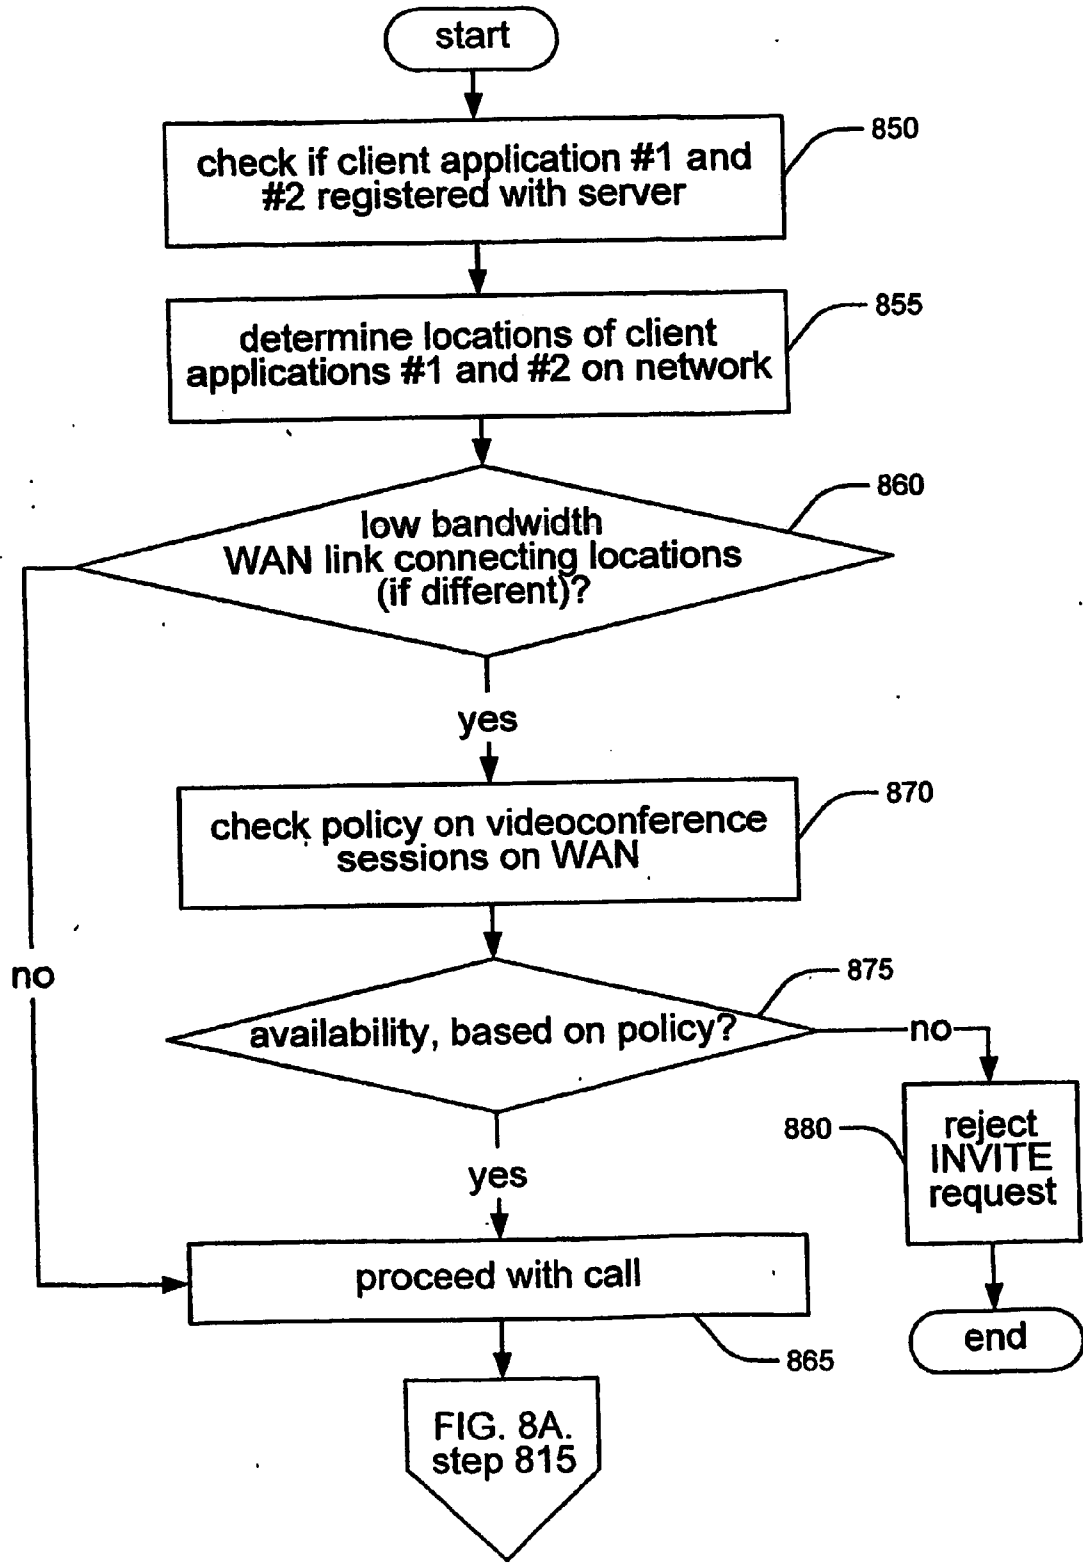 start
850
check if client application #1 and
#2 registered with server
855
determine locations of client
applications #1 and #2 on network
860
low bandwidth
WAN link connecting locations
(if different)?
yes
870
check policy on videoconference
sessions on WAN
no
875
availability, based on policy?
no
880
reject
INVITE
request
yes
proceed with call
end
865
FIG. 8A.
step 815